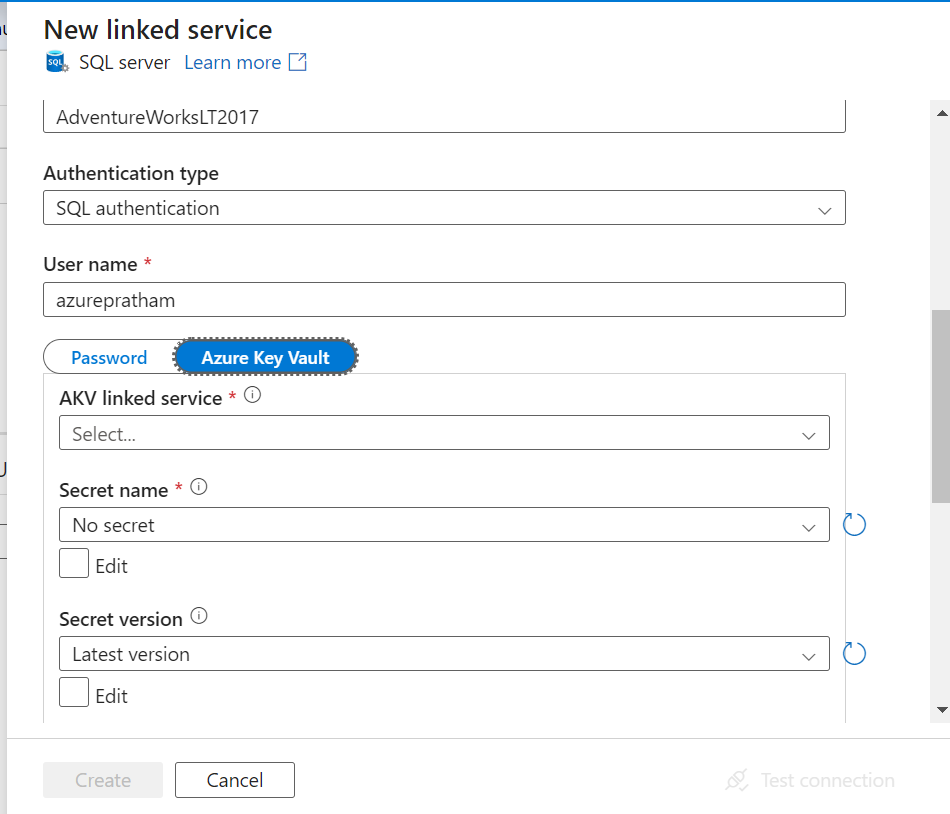 New linked service
SQL server Learn more
AdventureWorksLT2017
Authentication type
SQL authentication
User name *
azurepratham
Password Azure Key Vault
AKV linked service *
Select...
Secret name *
No secret
Edit
Secret version
Latest version
Edit
Create Cancel Test connection